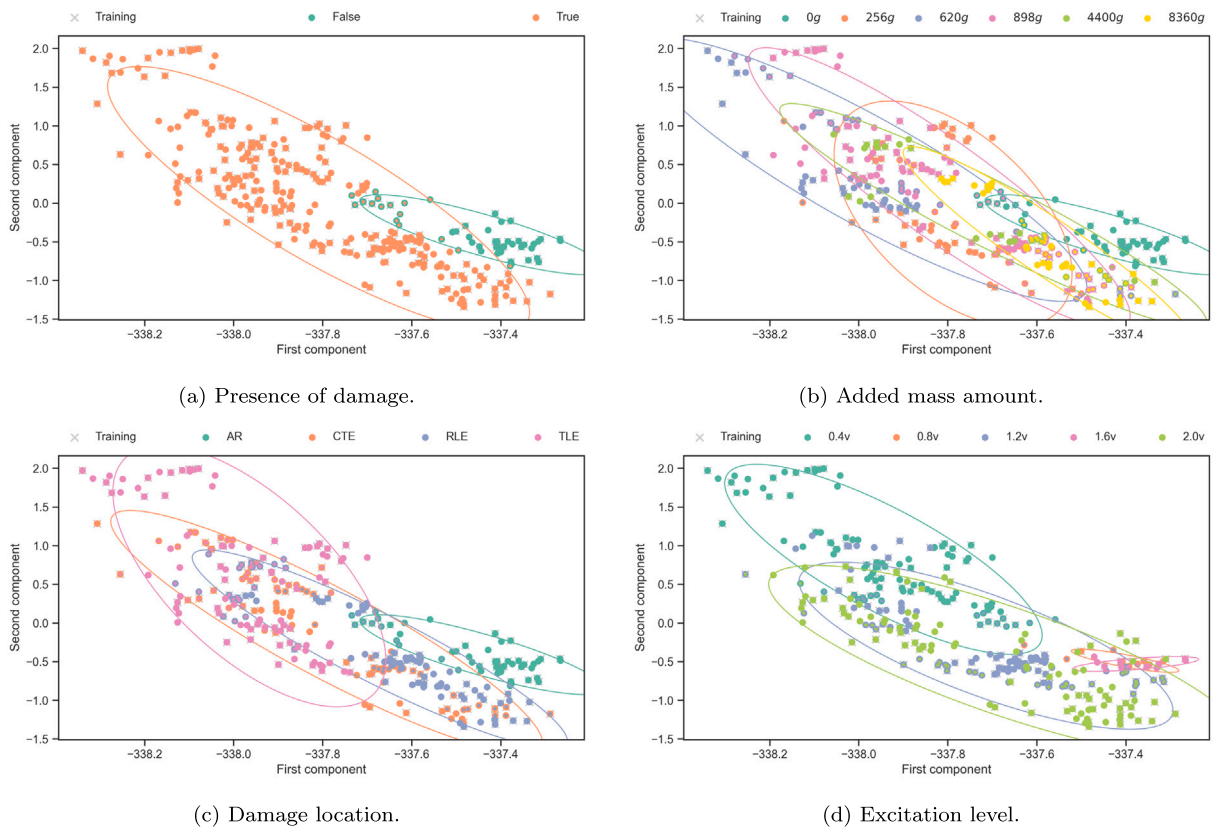 Training False True
Training 0g 256g 620g 898g 4400g 8360g
Second component
2.0
1.5
1.0
0.5
0.0
−0.5
−1.0
−1.5
−338.2 −338.0 −337.8 −337.6 −337.4
First component
Second component
2.0
1.5
1.0
0.5
0.0
−0.5
−1.0
−1.5
−338.2 −338.0 −337.8 −337.6 −337.4
First component
(a) Presence of damage.
(b) Added mass amount.
Training AR CTE RLE TLE
Training 0.4v 0.8v 1.2v 1.6v 2.0v
Second component
2.0
1.5
1.0
0.5
0.0
−0.5
−1.0
−1.5
−338.2 −338.0 −337.8 −337.6 −337.4
First component
Second component
2.0
1.5
1.0
0.5
0.0
−0.5
−1.0
−1.5
−338.2 −338.0 −337.8 −337.6 −337.4
First component
(c) Damage location.
(d) Excitation level.